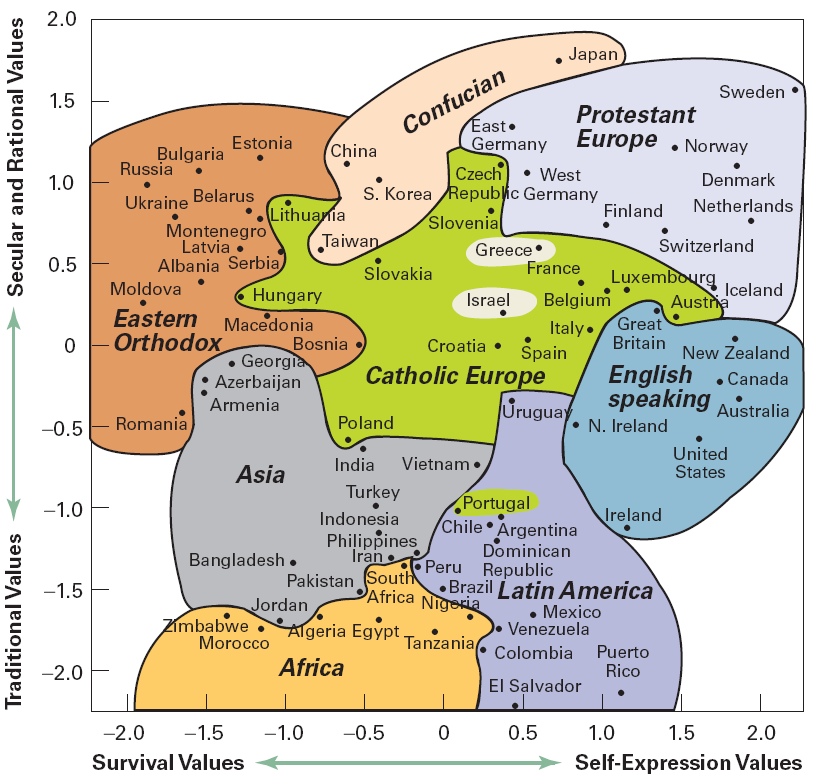 2.0
1.5
1.0
0.5
0
−0.5
−1.0
−1.5
−2.0
Secular and Rational Values
Traditional Values
Japan
Confucian
China
S. Korea
Taiwan
Protestant
Europe
Sweden
East
Germany
Norway
West
Germany
Denmark
Netherlands
Finland
Switzerland
Iceland
Estonia
Bulgaria
Russia
Ukraine
Belarus
Montenegro
Latvia
Serbia
Albania
Moldova
Eastern
Orthodox
Macedonia
Bosnia
Georgia
Romania
Czech
Republic
Slovenia
Lithuania
Slovakia
Greece
France
Luxembourg
Hungary
Israel
Belgium
Austria
Italy
Croatia
Spain
Catholic Europe
Poland
Great
Britain
New Zealand
English
speaking
Canada
Australia
N. Ireland
United
States
Ireland
Azerbaijan
Armenia
Asia
India
Vietnam
Turkey
Indonesia
Philippines
Iran
Bangladesh
Pakistan
Jordan
Uruguay
Portugal
Chile
Argentina
Dominican
Republic
Peru
Brazil
Latin America
Mexico
Venezuela
Colombia
Puerto
Rico
El Salvador
South
Africa
Nigeria
Zimbabwe
Morocco
Algeria
Egypt
Tanzania
Africa
−2.0
−1.5
−1.0
−0.5
0
0.5
1.0
1.5
2.0
Survival Values
Self-Expression Values